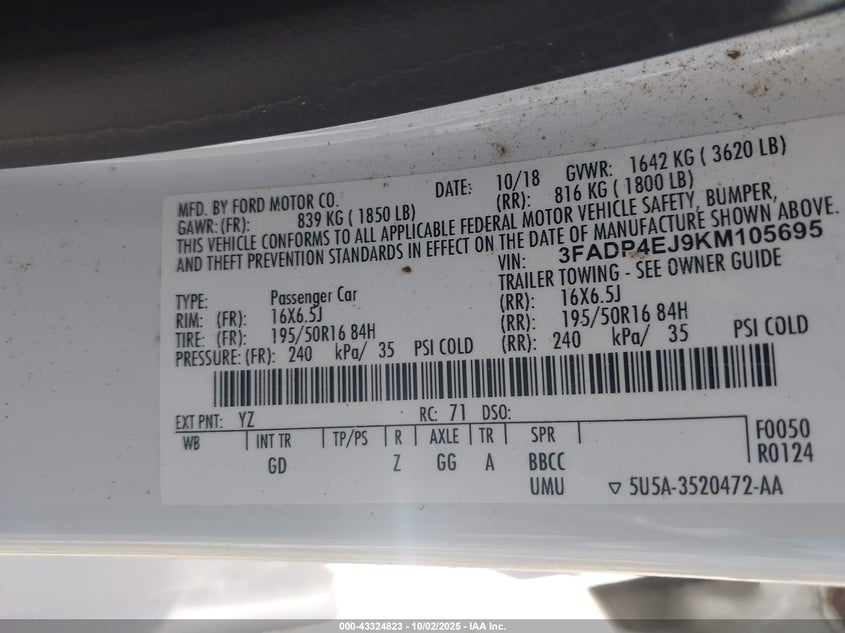 MFD. BY FORD MOTOR CO. DATE: 10/18 GVWR: 1642 KG ( 3620 LB)
GAWR: (FR): 839 KG ( 1850 LB) (RR): 816 KG ( 1800 LB)
THIS VEHICLE CONFORMS TO ALL APPLICABLE FEDERAL MOTOR VEHICLE SAFETY, BUMPER,
AND THEFT PREVENTION STANDARDS IN EFFECT ON THE DATE OF MANUFACTURE SHOWN ABOVE.
VIN: 3FADP4EJ9KM105695
TYPE: Passenger Car TRAILER TOWING - SEE OWNER GUIDE
RIM: (FR): 16X6.5J (RR): 16X6.5J
TIRE: (FR): 195/50R16 84H (RR): 195/50R16 84H
PRESSURE: (FR): 240 kPa/ 35 PSI COLD (RR): 240 kPa/ 35 PSI COLD
EXT PNT: YZ RC: 71 DSO:
WB INT TR TP/PS R AXLE TR SPR F0050
GD Z GG A BBCC R0124
UMU ▽ 5U5A-3520472-AA
000-43324823 - 10/02/2025 - IAA Inc.